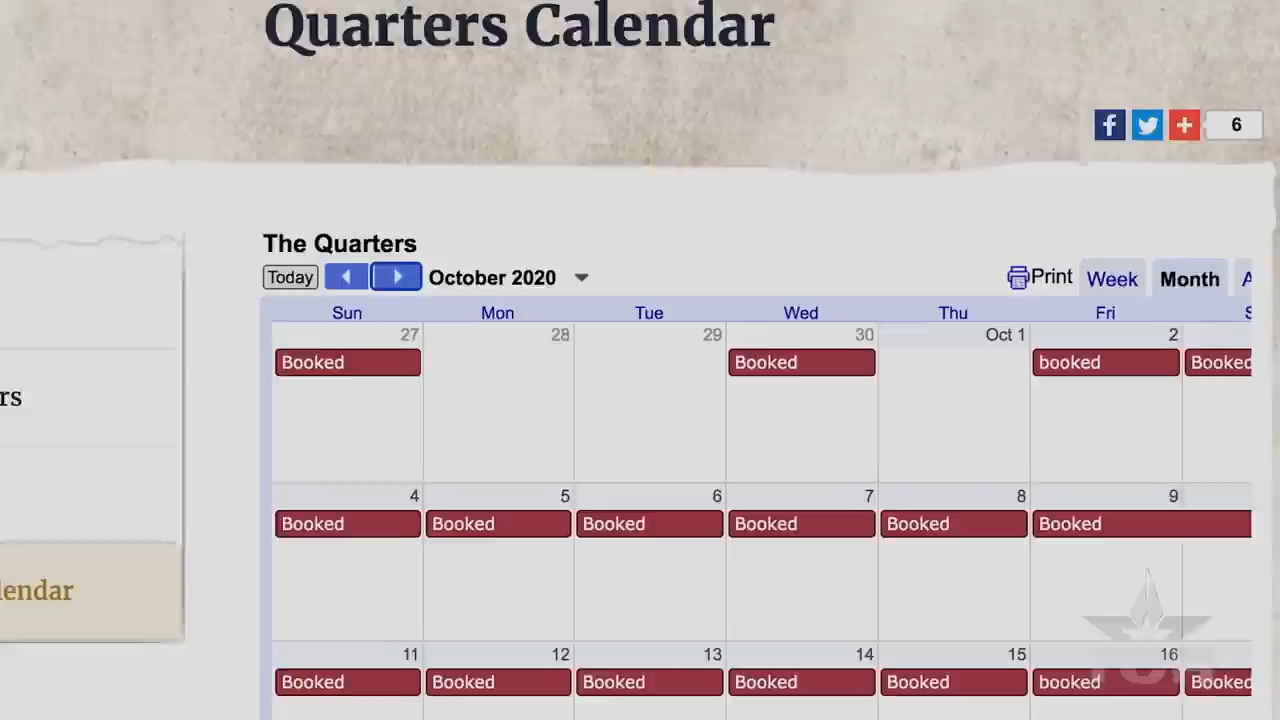 Quarters Calendar
6
The Quarters
Today October 2020 Print Week Month A
Sun Mon Tue Wed Thu Fri S
27 28 29 30 Oct 1 2
Booked Booked booked Booked
rs
4 5 6 7 8 9
Booked Booked Booked Booked Booked Booked
lendar
11 12 13 14 15 16
Booked Booked Booked Booked Booked booked Booked